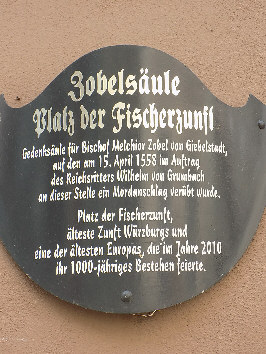 Zobelsäule
Platz der Fischerzunft
Gedenksäule für Bischof Melchior Zobel von Giebelstadt,
auf den am 15. April 1558 im Auftrag
des Reichsritters Wilhelm von Grumbach
an dieser Stelle ein Mordanschlag verübt wurde.
Platz der Fischerzunft,
älteste Zunft Würzburgs und
eine der ältesten Europas, die im Jahre 2010
ihr 1000-jähriges Bestehen feierte.